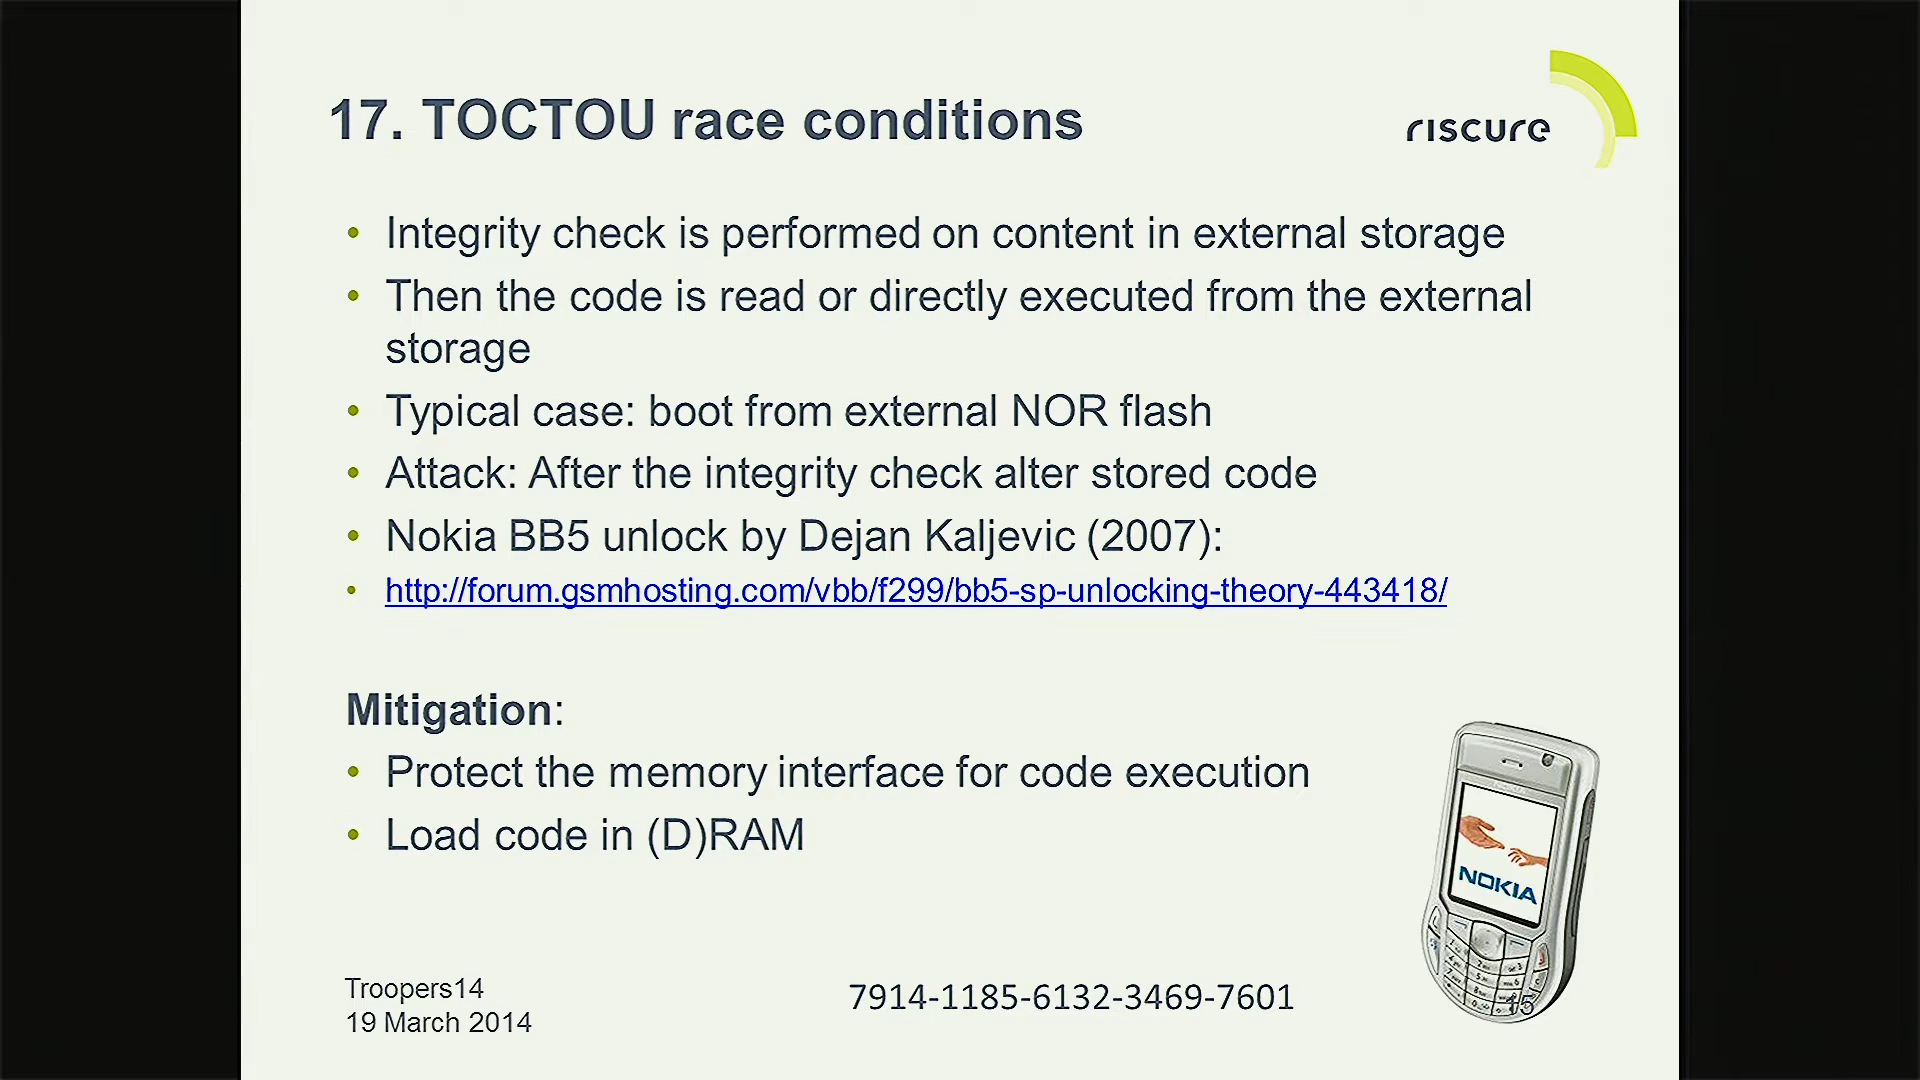 17. TOCTOU race conditions
riscure
• Integrity check is performed on content in external storage
• Then the code is read or directly executed from the external
storage
• Typical case: boot from external NOR flash
• Attack: After the integrity check alter stored code
• Nokia BB5 unlock by Dejan Kaljevic (2007):
• http://forum.gsmhosting.com/vbb/f299/bb5-sp-unlocking-theory-443418/
Mitigation:
• Protect the memory interface for code execution
• Load code in (D)RAM
NOKIA
Troopers14
19 March 2014
7914-1185-6132-3469-7601
15